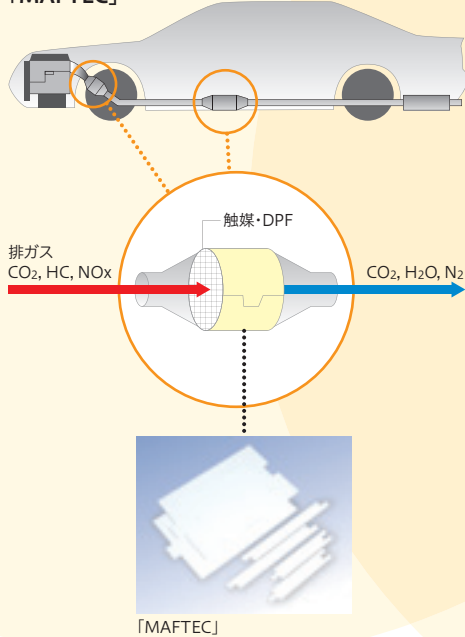 「MAFTEC」
触媒・DPF
排ガス
CO2, HC, NOx
CO2, H2O, N2
「MAFTEC」